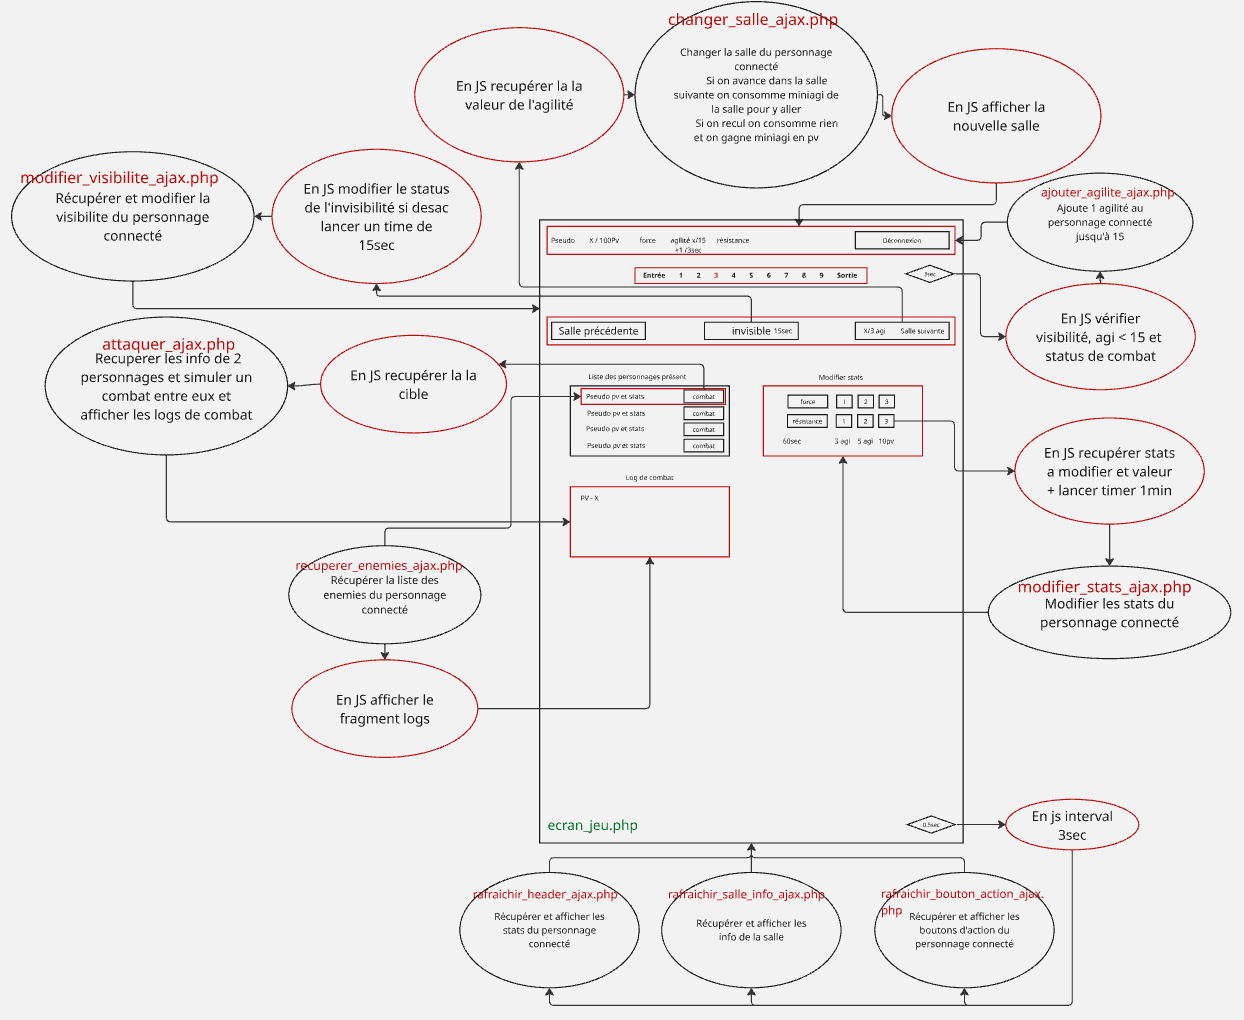 changer_salle_ajax.php
Changer la salle du personnage
connecté
Si on avance dans la salle
suivante on consomme miniagi de
la salle pour y aller
Si on recul on consomme rien
et on gagne miniagi en pv
En JS recupérer la la
valeur de l'agilité
En JS afficher la
nouvelle salle
modifier_visibilite_ajax.php
Récupérer et modifier la
visibilite du personnage
connecté
En JS modifier le status
de l'invisibilité si desac
lancer un time de
15sec
ajouter_agilite_ajax.php
Ajoute 1 agilité au
personnage connecté
jusqu'à 15
Pseudo X / 100Pv force agilité x/15 résistance
+1 /3sec
Déconnexion
Entrée 1 2 3 4 5 6 7 8 9 Sortie
3sec
Salle précédente
invisible 15sec
X/3 agi Salle suivante
En JS vérifier
visibilité, agi < 15 et
status de combat
attaquer_ajax.php
Recuperer les info de 2
personnages et simuler un
combat entre eux et
afficher les logs de combat
En JS recupérer la la
cible
Liste des personnages présent
Pseudo pv et stats combat
Pseudo pv et stats combat
Pseudo pv et stats combat
Pseudo pv et stats combat
Modifier stats
force 1 2 3
résistance 1 2 3
60sec 3 agi 5 agi 10pv
En JS recupérer stats
a modifier et valeur
+ lancer timer 1min
Log de combat
PV - X
recuperer_enemies_ajax.php
Récupérer la liste des
enemies du personnage
connecté
modifier_stats_ajax.php
Modifier les stats du
personnage connecté
En JS afficher le
fragment logs
ecran_jeu.php
0.5sec
En js interval
3sec
rafraichir_header_ajax.php
Récupérer et afficher les
stats du personnage
connecté
rafraichir_salle_info_ajax.php
Récupérer et afficher les
info de la salle
rafraichir_bouton_action_ajax.
php
Récupérer et afficher les
boutons d'action du
personnage connecté